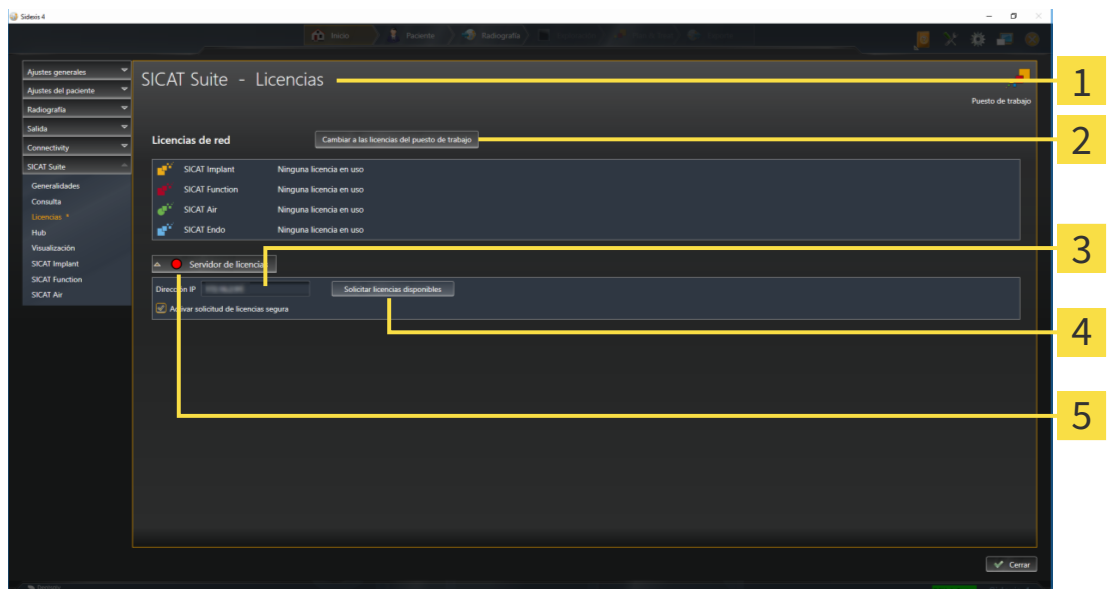 Sidexis 4
Inicio
Paciente
Radiografía
Ajustes generales
Ajustes del paciente
Radiografía
Salida
Connectivity
SICAT Suite
Generalidades
Consulta
Licencias *
Hub
Visualización
SICAT Implant
SICAT Function
SICAT Air
SICAT Suite - Licencias
Puesto de trabajo
Licencias de red
Cambiar a las licencias del puesto de trabajo
SICAT Implant Ninguna licencia en uso
SICAT Function Ninguna licencia en uso
SICAT Air Ninguna licencia en uso
SICAT Endo Ninguna licencia en uso
Servidor de licencias
Dirección IP
Solicitar licencias disponibles
Activar solicitud de licencias segura
Cerrar
1
2
3
4
5